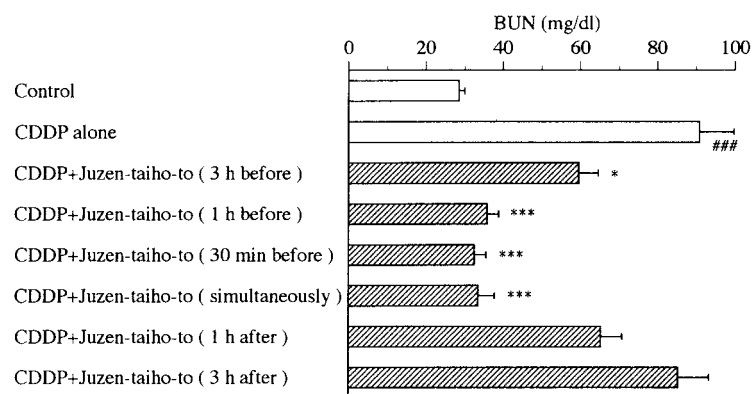 BUN (mg/dl)
0 20 40 60 80 100
Control
CDDP alone
###
CDDP+Juzen-taiho-to ( 3 h before )
*
CDDP+Juzen-taiho-to ( 1 h before )
***
CDDP+Juzen-taiho-to ( 30 min before )
***
CDDP+Juzen-taiho-to ( simultaneously )
***
CDDP+Juzen-taiho-to ( 1 h after )
CDDP+Juzen-taiho-to ( 3 h after )